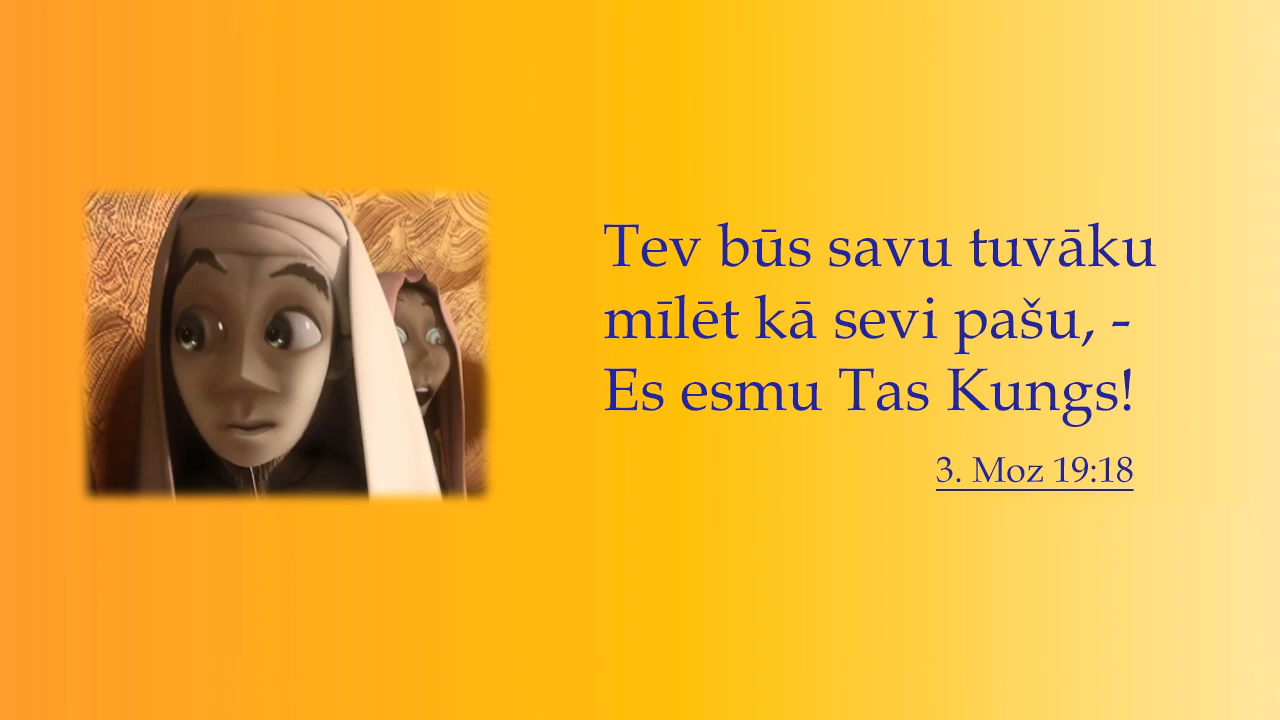 Tev būs savu tuvāku
mīlēt kā sevi pašu, -
Es esmu Tas Kungs!
3. Moz 19:18